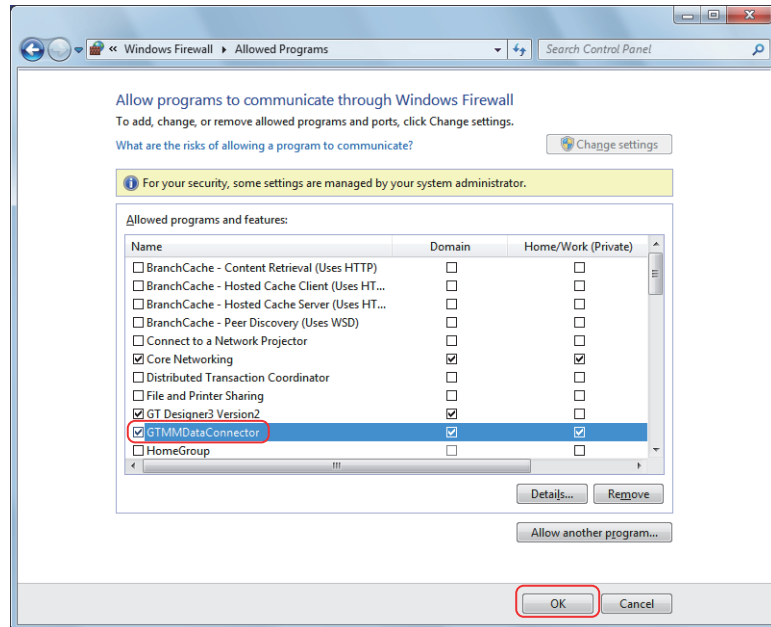 « Windows Firewall ▸ Allowed Programs
Search Control Panel
Allow programs to communicate through Windows Firewall
To add, change, or remove allowed programs and ports, click Change settings.
What are the risks of allowing a program to communicate?
Change settings
For your security, some settings are managed by your system administrator.
Allowed programs and features:
Name Domain Home/Work (Private)
BranchCache - Content Retrieval (Uses HTTP)
BranchCache - Hosted Cache Client (Uses HT...
BranchCache - Hosted Cache Server (Uses HT...
BranchCache - Peer Discovery (Uses WSD)
Connect to a Network Projector
Core Networking
Distributed Transaction Coordinator
File and Printer Sharing
GT Designer3 Version2
GTMMDataConnector
HomeGroup
Details... Remove
Allow another program...
OK Cancel